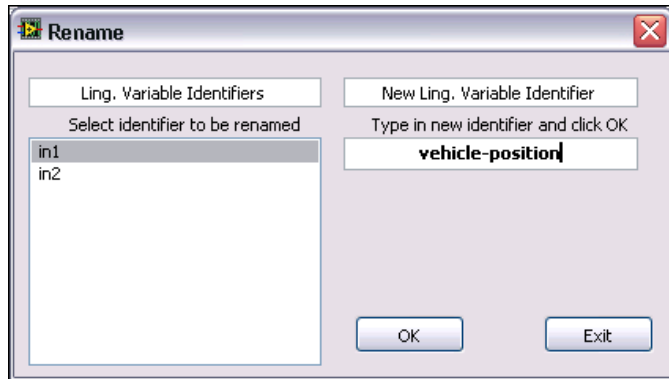 Rename
Ling. Variable Identifiers
Select identifier to be renamed
in1
in2
New Ling. Variable Identifier
Type in new identifier and click OK
vehicle-position
OK
Exit